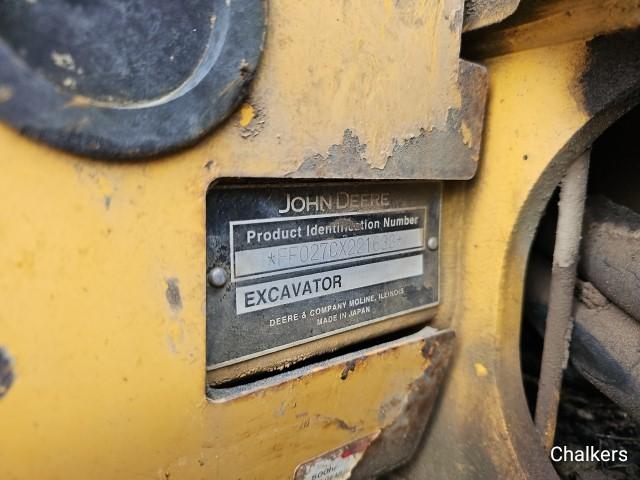 JOHN DEERE
Product Identification Number
EXCAVATOR
DEERE & COMPANY MOLINE, ILLINOIS
MADE IN JAPAN
Chalkers